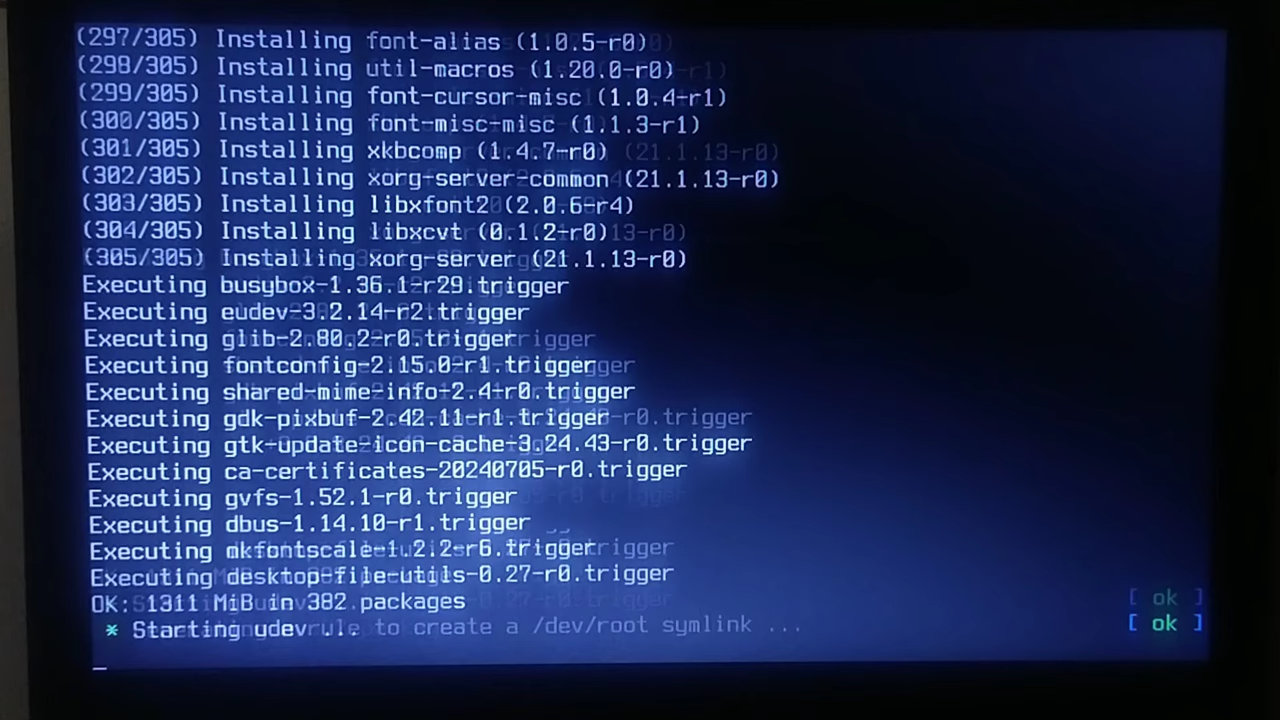 (297/305) Installing font-alias (1.0.5-r0)
(298/305) Installing util-macros (1.20.0-r0)
(299/305) Installing font-cursor-misc (1.0.4-r1)
(300/305) Installing font-misc-misc (1.1.3-r1)
(301/305) Installing xkbcomp (1.4.7-r0)
(302/305) Installing xorg-server-common (21.1.13-r0)
(303/305) Installing libxfont2 (2.0.6-r4)
(304/305) Installing libxcvt (0.1.2-r0)
(305/305) Installing xorg-server (21.1.13-r0)
Executing busybox-1.36.1-r29.trigger
Executing eudev-3.2.14-r2.trigger
Executing glib-2.80.2-r0.trigger
Executing fontconfig-2.15.0-r1.trigger
Executing shared-mime-info-2.4-r0.trigger
Executing gdk-pixbuf-2.42.11-r1.trigger
Executing gtk-update-icon-cache-3.24.43-r0.trigger
Executing ca-certificates-20240705-r0.trigger
Executing gvfs-1.52.1-r0.trigger
Executing dbus-1.14.10-r1.trigger
Executing mkfontscale-1.2.2-r6.trigger
Executing desktop-file-utils-0.27-r0.trigger
OK: 1311 MiB in 382 packages [ ok ]
* Starting udev rule to create a /dev/root symlink ... [ ok ]